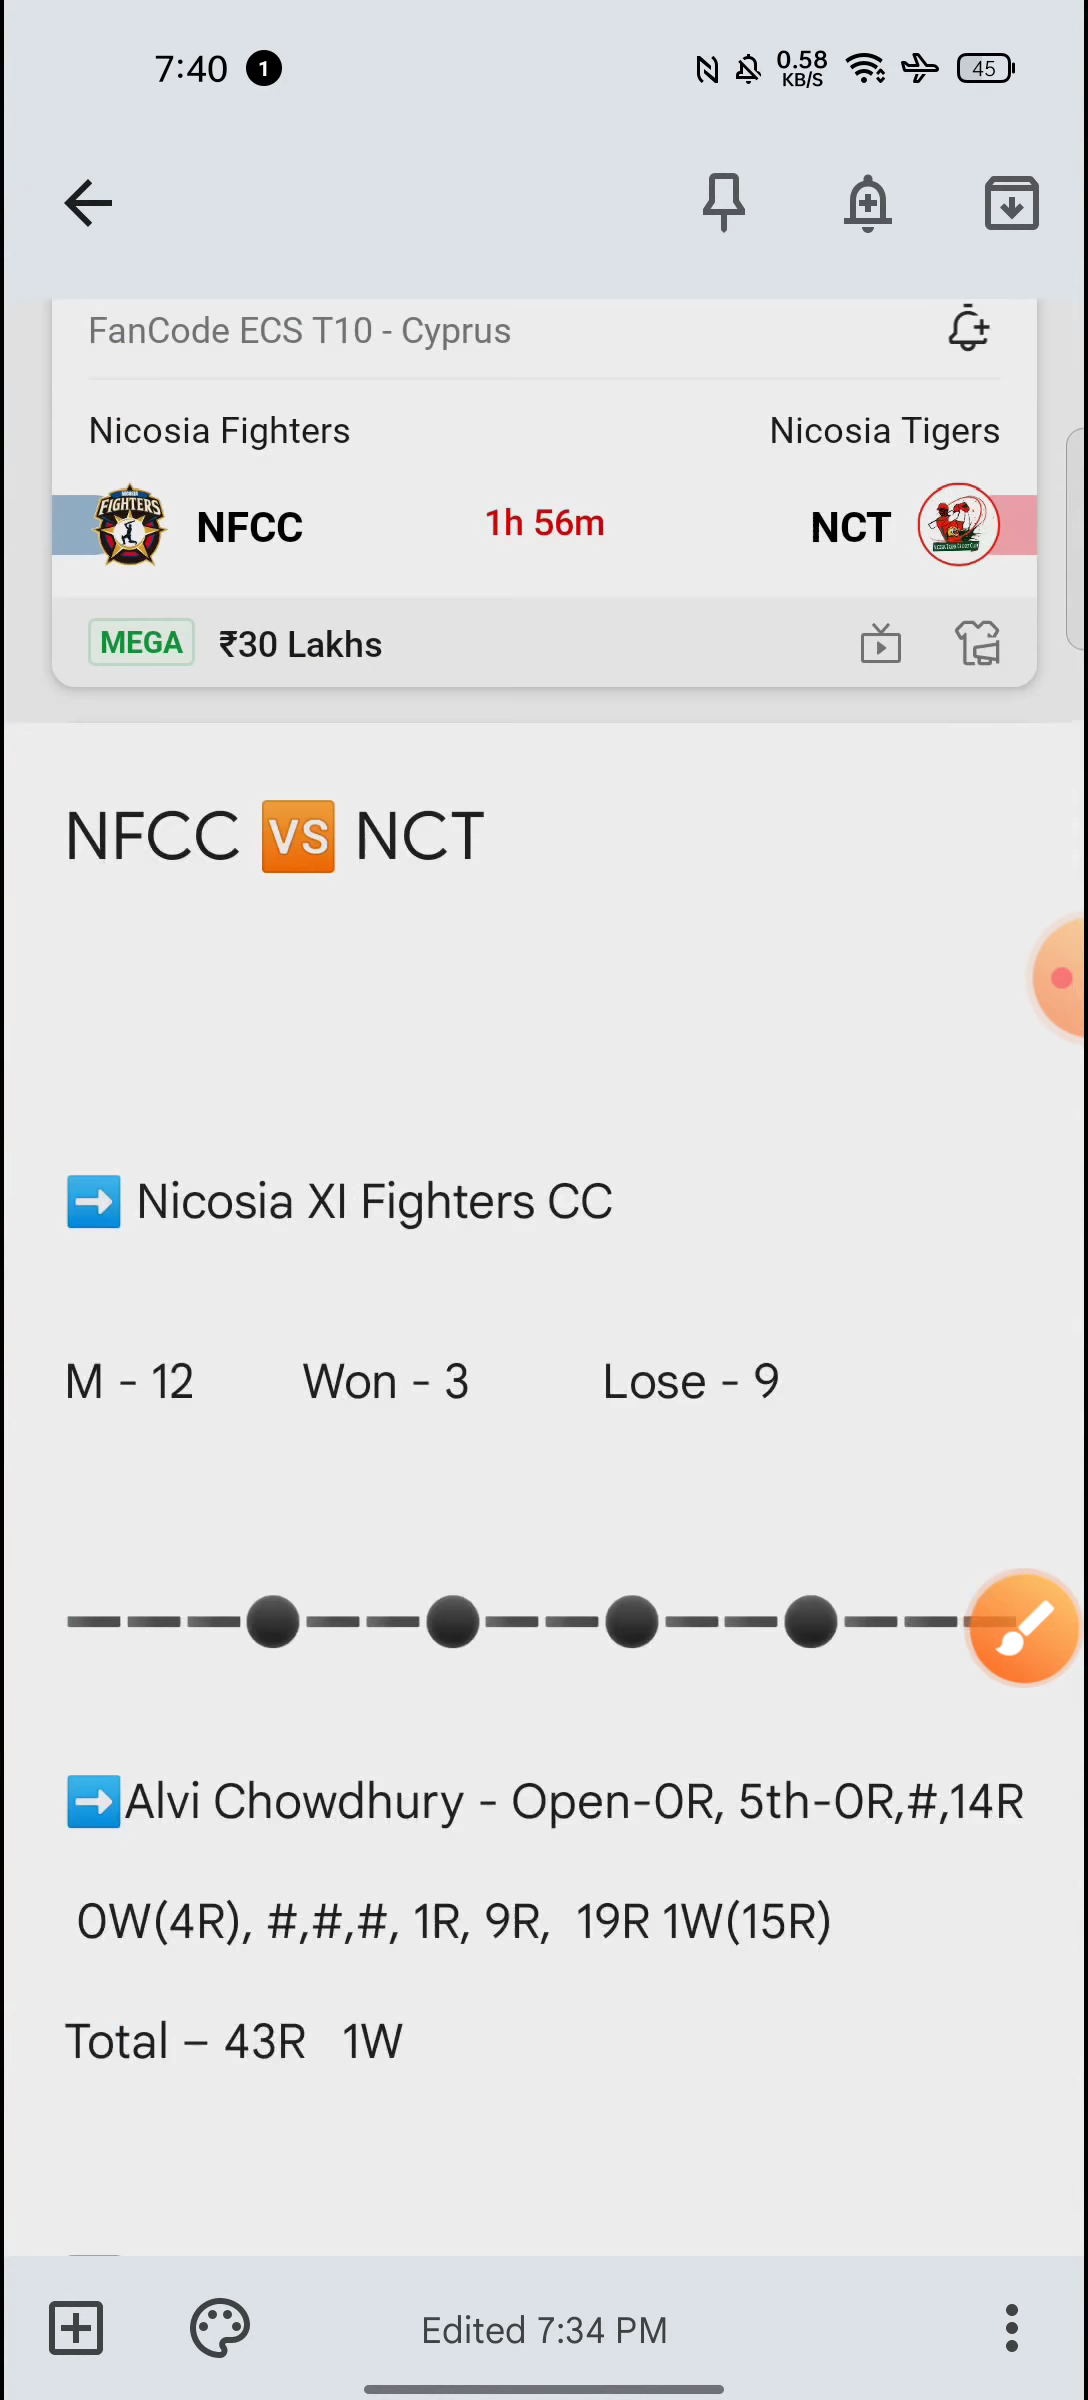 7:40 1 0.58 KB/S 45
FanCode ECS T10 - Cyprus
Nicosia Fighters Nicosia Tigers
FIGHTERS NFCC 1h 56m NCT
MEGA ₹30 Lakhs
NFCC VS NCT
Nicosia XI Fighters CC
M - 12 Won - 3 Lose - 9
Alvi Chowdhury - Open-0R, 5th-0R,#,14R
0W(4R), #,#,#, 1R, 9R, 19R 1W(15R)
Total – 43R 1W
Edited 7:34 PM